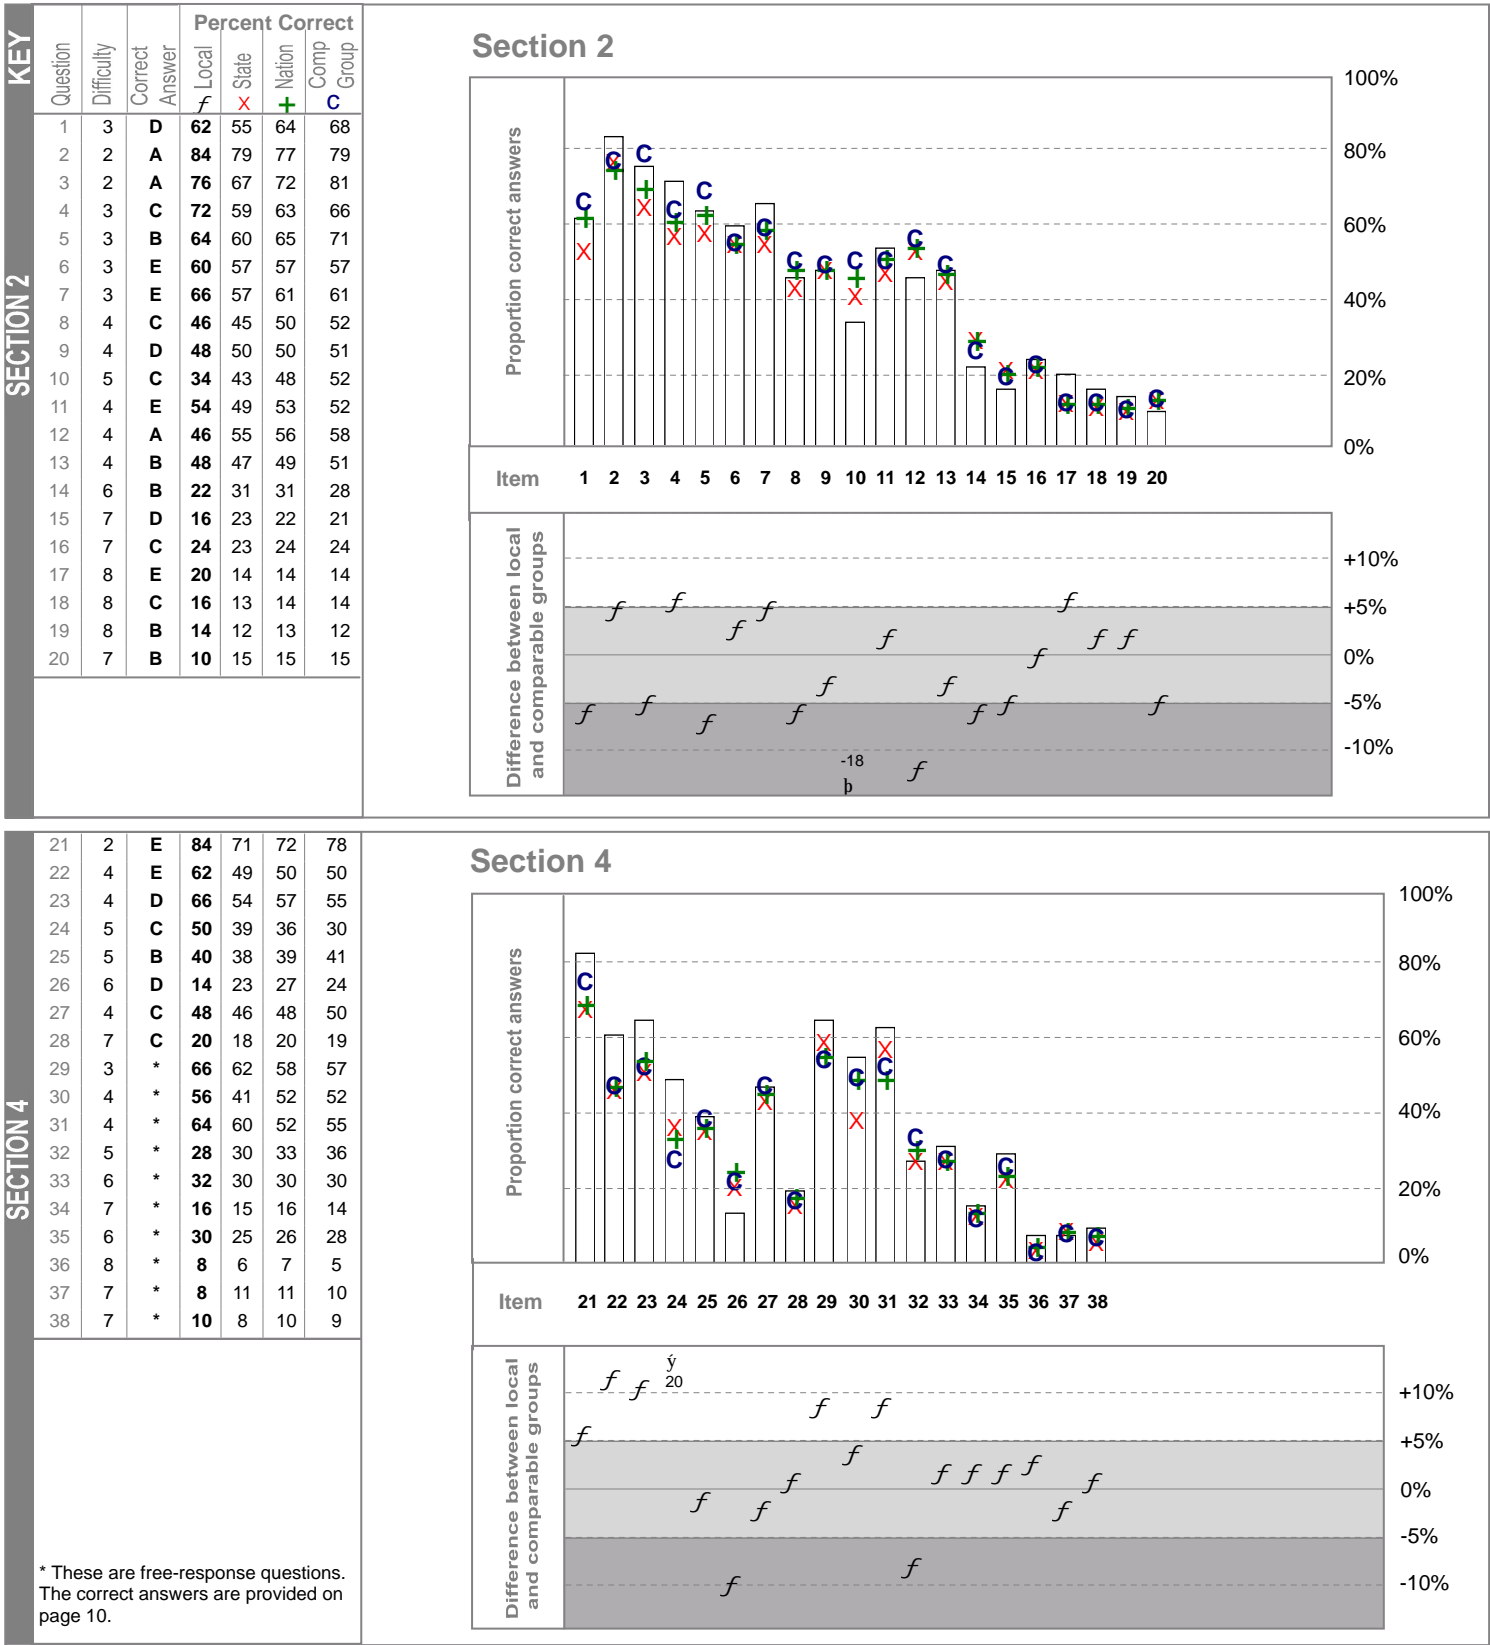 KEY
Percent Correct
Question Difficulty Correct Answer Local State Nation Comp Group
ƒ X + C
SECTION 2
1 3 D 62 55 64 68
2 2 A 84 79 77 79
3 2 A 76 67 72 81
4 3 C 72 59 63 66
5 3 B 64 60 65 71
6 3 E 60 57 57 57
7 3 E 66 57 61 61
8 4 C 46 45 50 52
9 4 D 48 50 50 51
10 5 C 34 43 48 52
11 4 E 54 49 53 52
12 4 A 46 55 56 58
13 4 B 48 47 49 51
14 6 B 22 31 31 28
15 7 D 16 23 22 21
16 7 C 24 23 24 24
17 8 E 20 14 14 14
18 8 C 16 13 14 14
19 8 B 14 12 13 12
20 7 B 10 15 15 15
Section 2
Proportion correct answers
100%
80%
60%
40%
20%
0%
Item 1 2 3 4 5 6 7 8 9 10 11 12 13 14 15 16 17 18 19 20
Difference between local
and comparable groups
+10%
+5%
0%
-5%
-10%
-18
þ
SECTION 4
21 2 E 84 71 72 78
22 4 E 62 49 50 50
23 4 D 66 54 57 55
24 5 C 50 39 36 30
25 5 B 40 38 39 41
26 6 D 14 23 27 24
27 4 C 48 46 48 50
28 7 C 20 18 20 19
29 3 * 66 62 58 57
30 4 * 56 41 52 52
31 4 * 64 60 52 55
32 5 * 28 30 33 36
33 6 * 32 30 30 30
34 7 * 16 15 16 14
35 6 * 30 25 26 28
36 8 * 8 6 7 5
37 7 * 8 11 11 10
38 7 * 10 8 10 9
* These are free-response questions.
The correct answers are provided on
page 10.
Section 4
Proportion correct answers
100%
80%
60%
40%
20%
0%
Item 21 22 23 24 25 26 27 28 29 30 31 32 33 34 35 36 37 38
Difference between local
and comparable groups
ý
20
+10%
+5%
0%
-5%
-10%